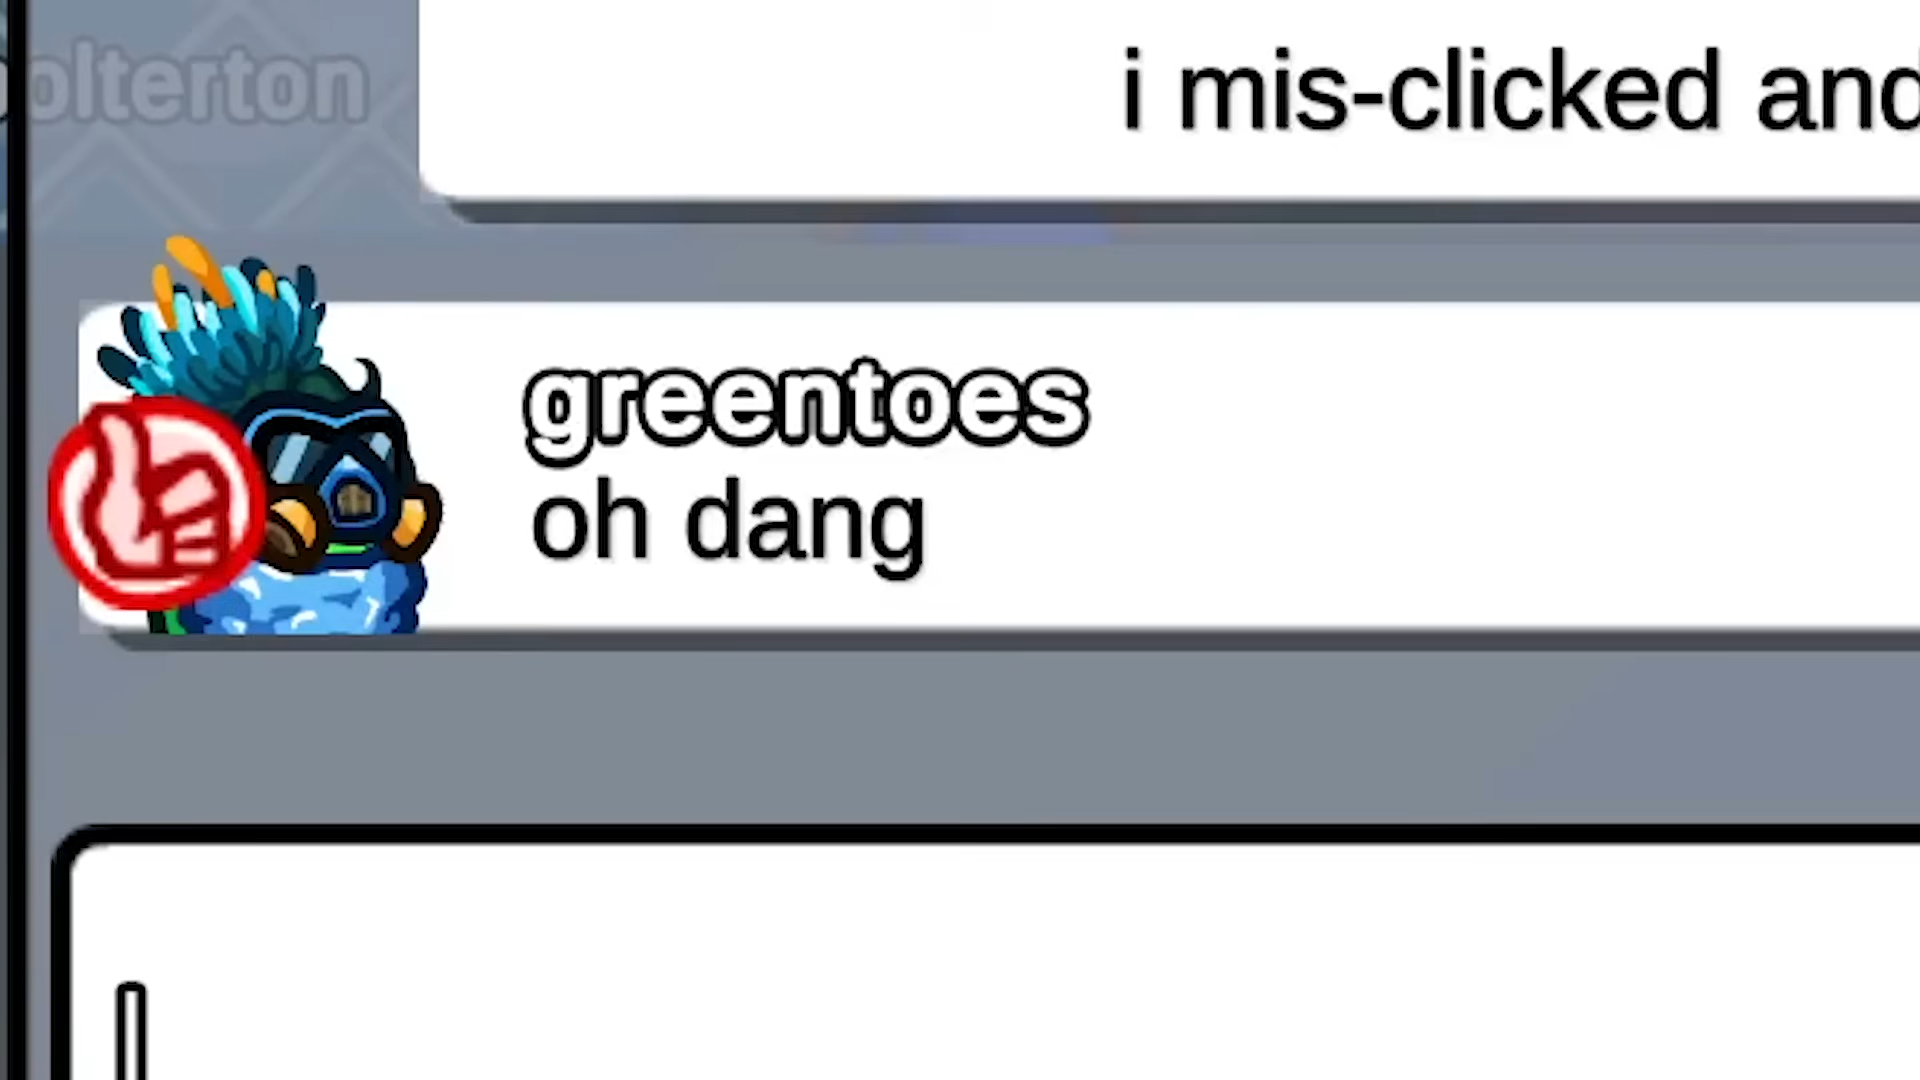 olterton
i mis-clicked and
greentoes
oh dang